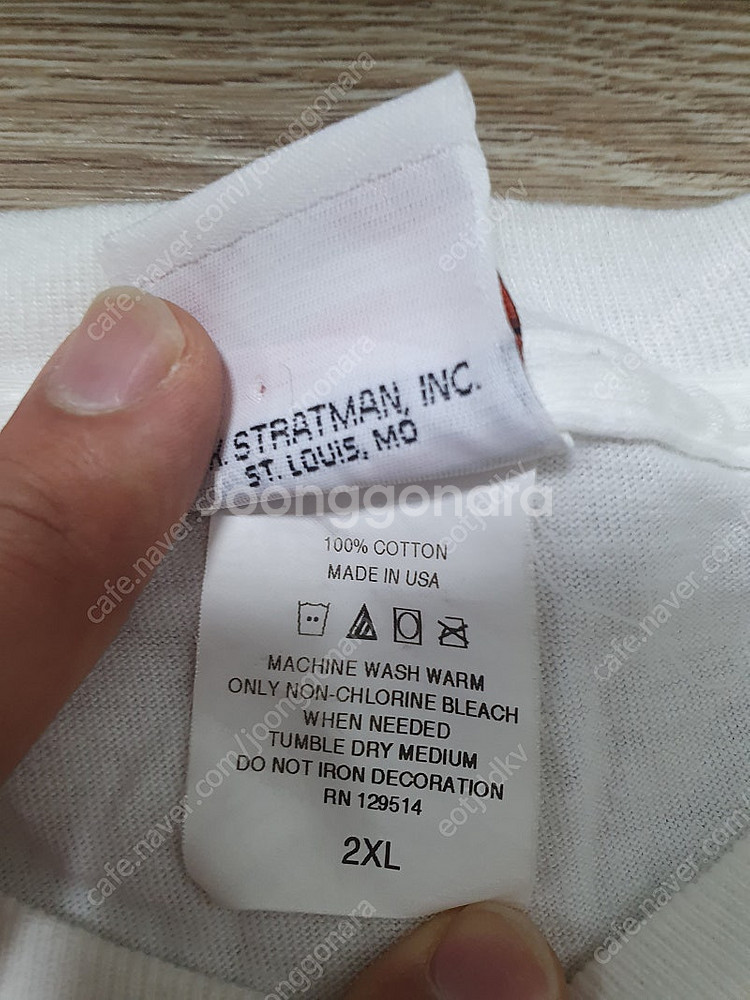 STRATMAN, INC.
ST. LOUIS, MO
Joonggonara
100% COTTON
MADE IN USA
MACHINE WASH WARM
ONLY NON-CHLORINE BLEACH
WHEN NEEDED
TUMBLE DRY MEDIUM
DO NOT IRON DECORATION
RN 129514
2XL
cafe.naver.com/joonggonara
eotjddkv